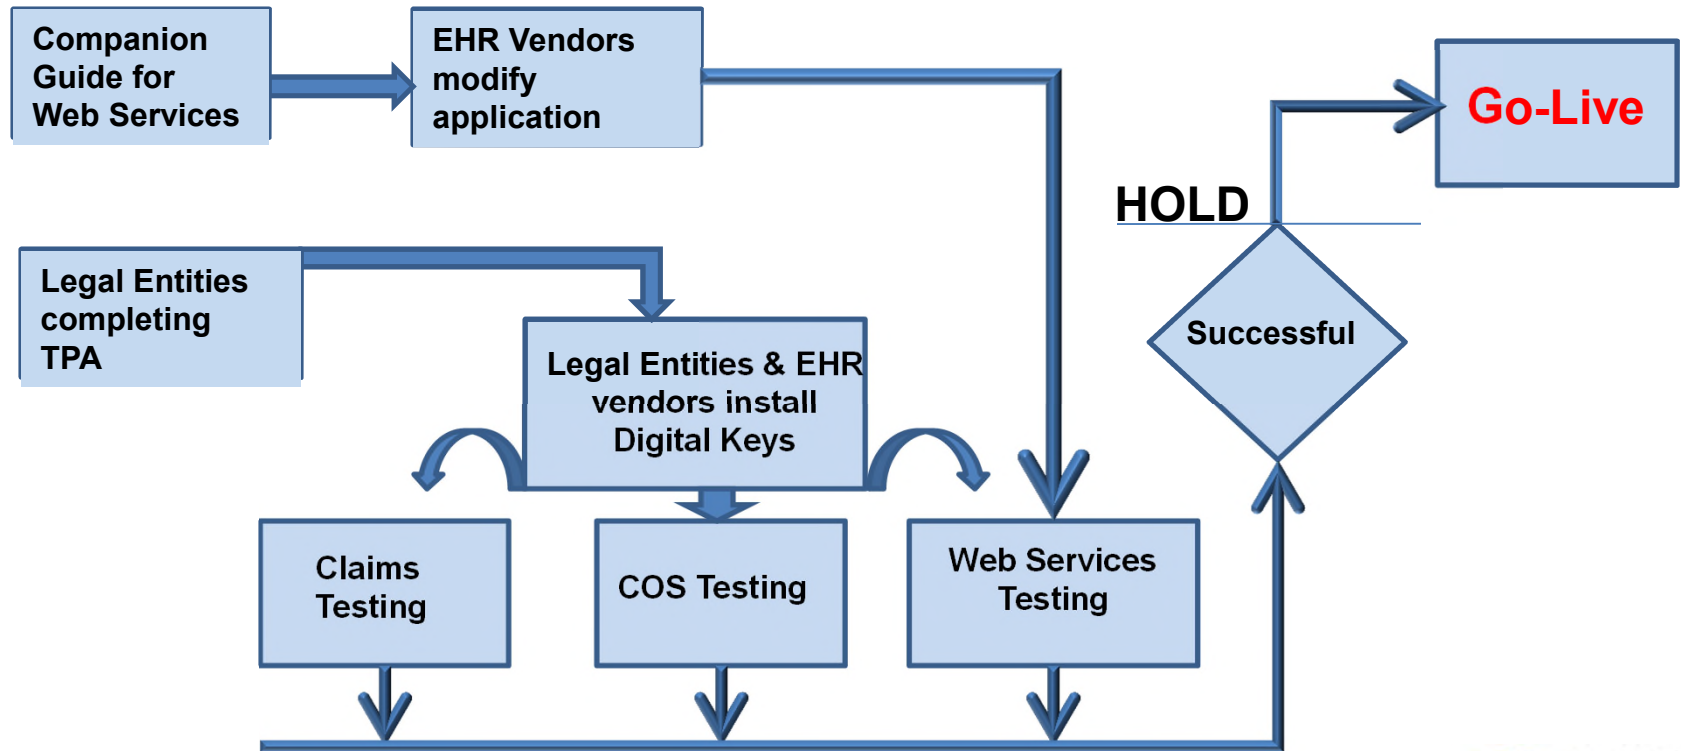 Companion
Guide for
Web Services
EHR Vendors
modify
application
Go-Live
HOLD
Legal Entities
completing
TPA
Legal Entities & EHR
vendors install
Digital Keys
Successful
Claims
Testing
COS Testing
Web Services
Testing